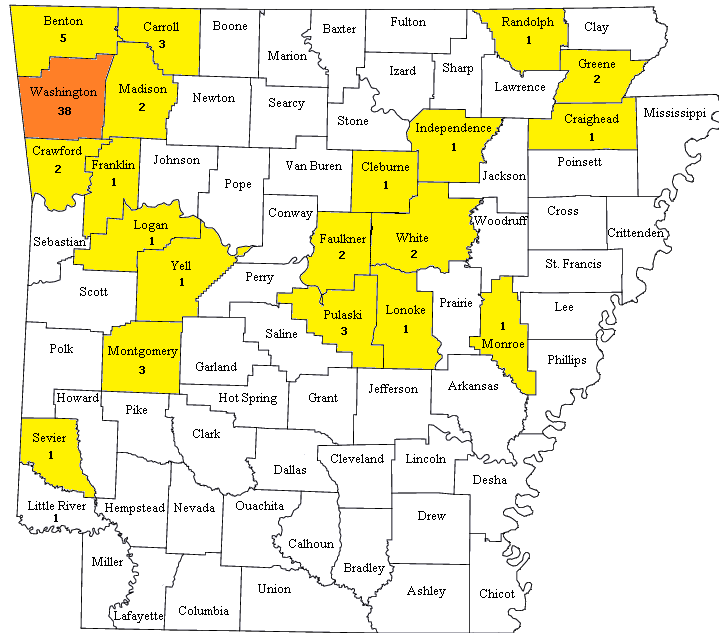 Benton
5
Carroll
3
Boone
Marion
Baxter
Fulton
Randolph
1
Clay
Greene
2
Washington
38
Madison
2
Newton
Searcy
Stone
Izard
Sharp
Lawrence
Craighead
1
Mississippi
Independence
1
Crawford
2
Franklin
1
Johnson
Pope
Van Buren
Cleburne
1
Jackson
Poinsett
Sebastian
Logan
1
Conway
Faulkner
2
White
2
Woodruff
Cross
Crittenden
St. Francis
Scott
Yell
1
Perry
Pulaski
3
Lonoke
1
Prairie
1
Monroe
Lee
Phillips
Polk
Montgomery
3
Garland
Saline
Howard
Pike
Hot Spring
Grant
Jefferson
Arkansas
Sevier
1
Clark
Dallas
Cleveland
Lincoln
Desha
Little River
1
Hempstead
Nevada
Ouachita
Calhoun
Drew
Miller
Bradley
Lafayette
Columbia
Union
Ashley
Chicot